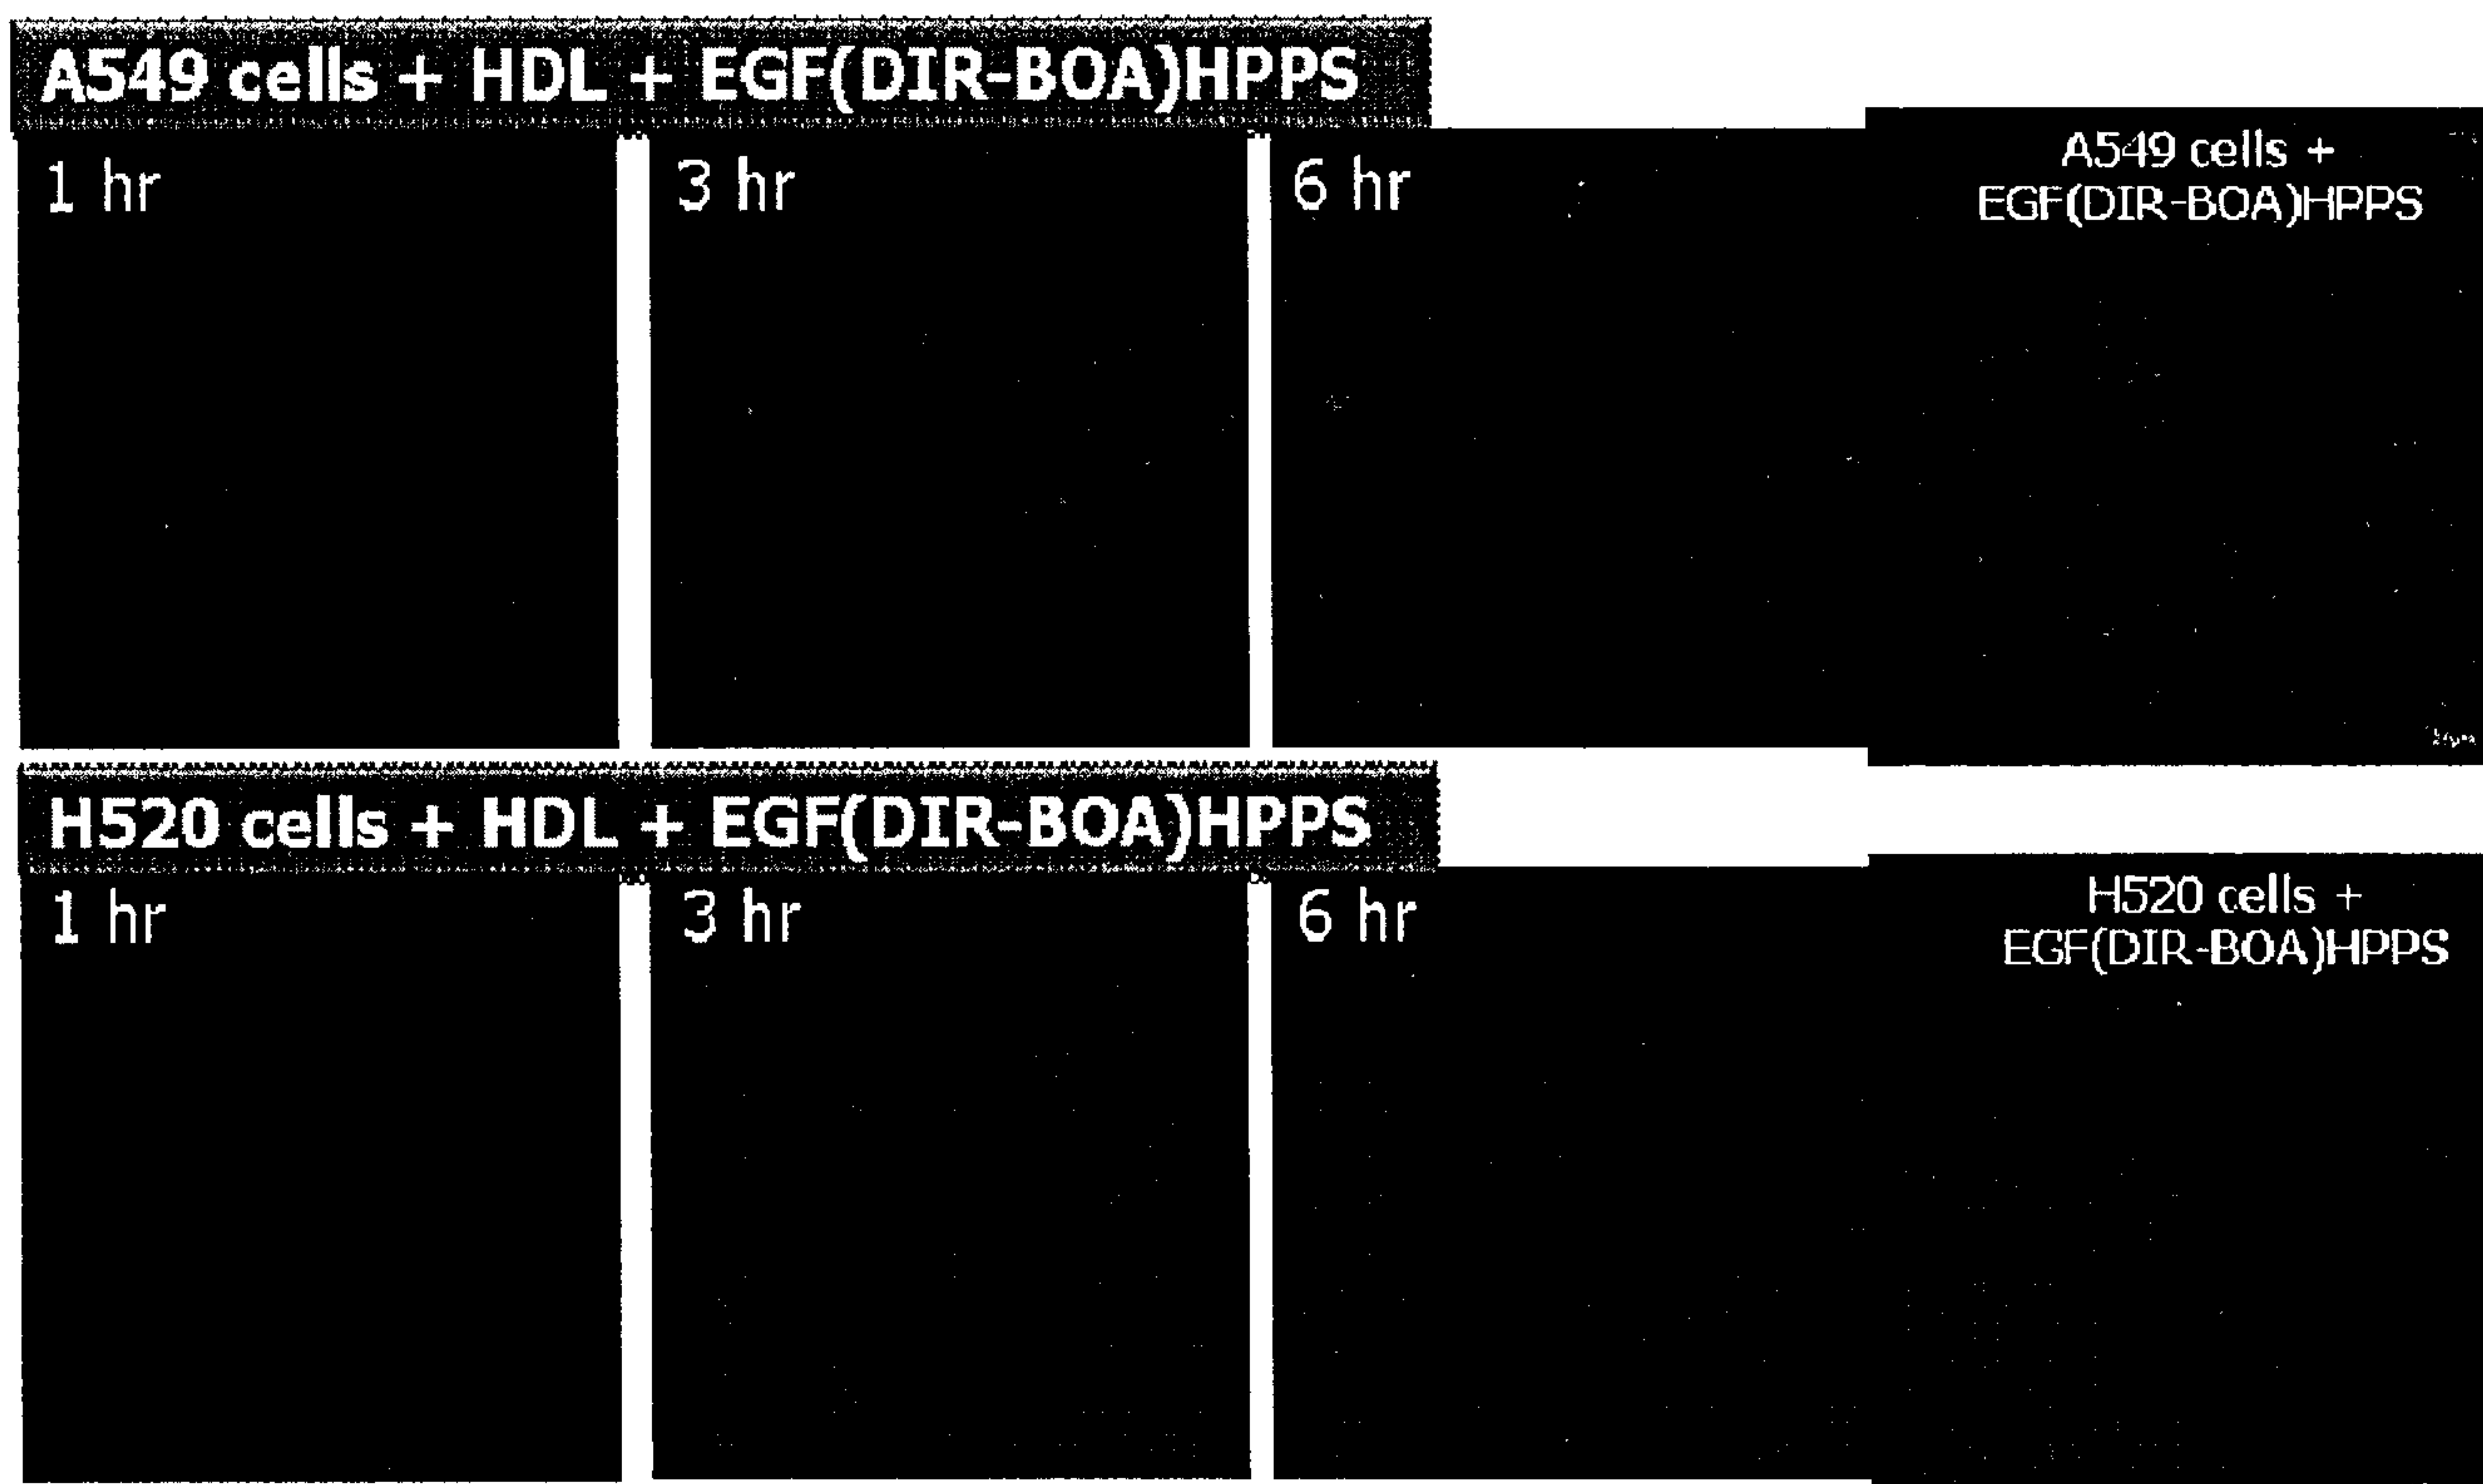 A549 cells + HDL + EGF(DIR-BOA)HPPS
1 hr
3 hr
6 hr
A549 cells +
EGF(DIR-BOA)HPPS
H520 cells + HDL + EGF(DIR-BOA)HPPS
1 hr
3 hr
6 hr
H520 cells +
EGF(DIR-BOA)HPPS